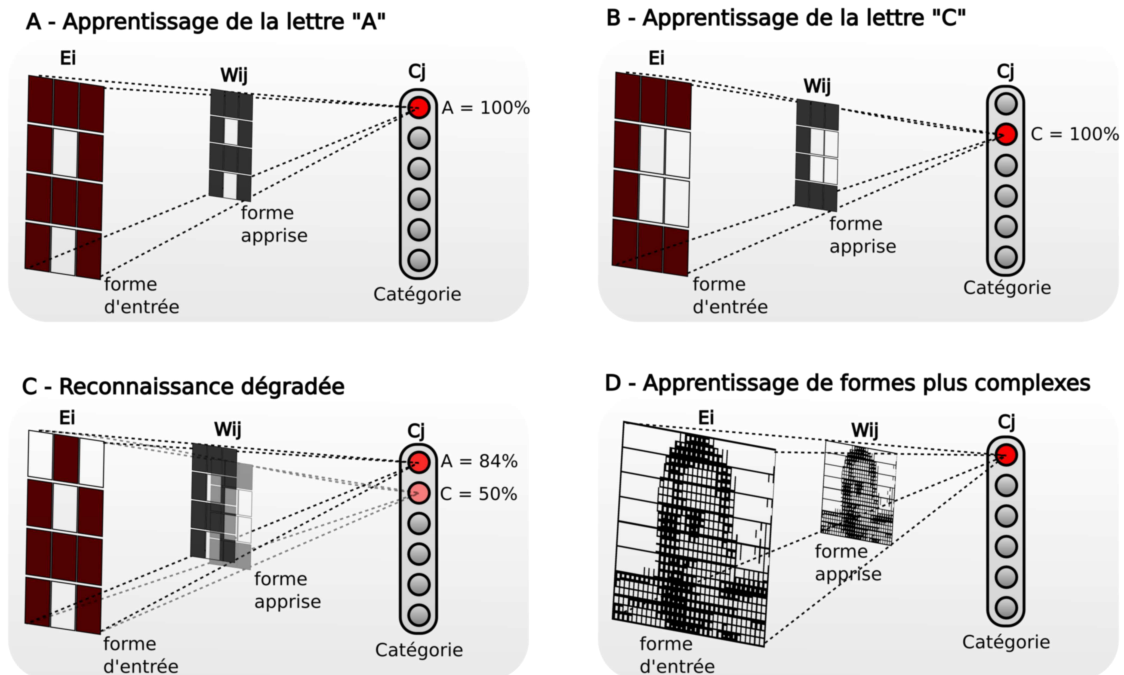 A - Apprentissage de la lettre "A"
Ei
Wij
Cj
A = 100%
forme
apprise
forme
d'entrée
Catégorie
B - Apprentissage de la lettre "C"
Ei
Wij
Cj
C = 100%
forme
apprise
forme
d'entrée
Catégorie
C - Reconnaissance dégradée
Ei
Wij
Cj
A = 84%
C = 50%
forme
apprise
forme
d'entrée
Catégorie
D - Apprentissage de formes plus complexes
Ei
Wij
Cj
forme
apprise
forme
d'entrée
Catégorie